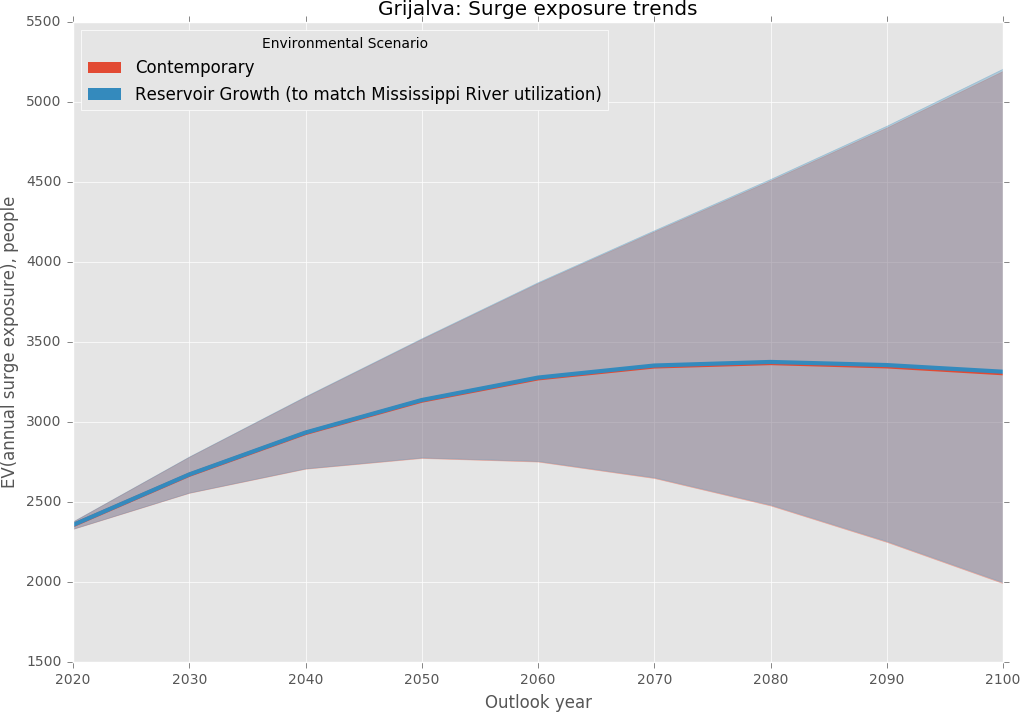 Grijalva: Surge exposure trends
Environmental Scenario
Contemporary
Reservoir Growth (to match Mississippi River utilization)
EV(annual surge exposure), people
5500
5000
4500
4000
3500
3000
2500
2000
1500
2020 2030 2040 2050 2060 2070 2080 2090 2100
Outlook year